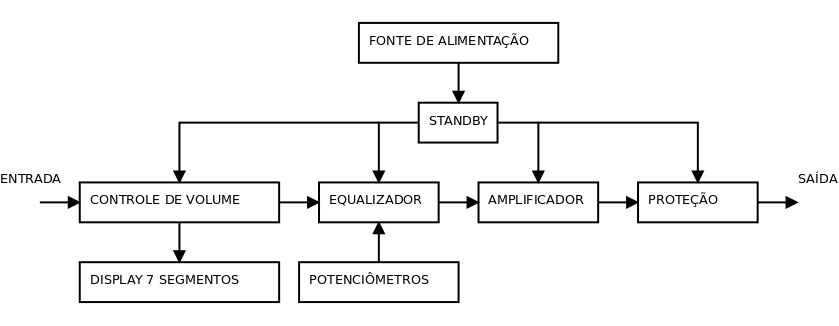 FONTE DE ALIMENTAÇÃO
STANDBY
ENTRADA
SAÍDA
CONTROLE DE VOLUME
EQUALIZADOR
AMPLIFICADOR
PROTEÇÃO
DISPLAY 7 SEGMENTOS
POTENCIÔMETROS